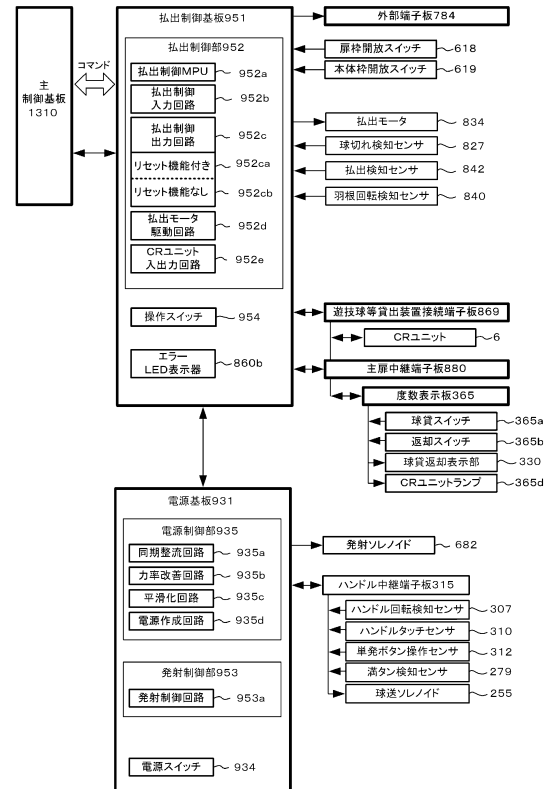 払出制御基板951
払出制御部952
払出制御MPU
952a
払出制御
入力回路
952b
払出制御
出力回路
952c
リセット機能付き
952ca
リセット機能なし
952cb
払出モータ
駆動回路
952d
CRユニット
入出力回路
952e
操作スイッチ
954
エラー
LED表示器
860b
主
制御基板
1310
コマンド
外部端子板784
扉枠開放スイッチ
618
本体枠開放スイッチ
619
払出モータ
834
球切れ検知センサ
827
払出検知センサ
842
羽根回転検知センサ
840
遊技球等貸出装置接続端子板869
CRユニット
6
主扉中継端子板880
度数表示板365
球貸スイッチ
365a
返却スイッチ
365b
球貸返却表示部
330
CRユニットランプ
365d
電源基板931
電源制御部935
同期整流回路
935a
力率改善回路
935b
平滑化回路
935c
電源作成回路
935d
発射制御部953
発射制御回路
953a
電源スイッチ
934
発射ソレノイド
682
ハンドル中継端子板315
ハンドル回転検知センサ
307
ハンドルタッチセンサ
310
単発ボタン操作センサ
312
満タン検知センサ
279
球送ソレノイド
255